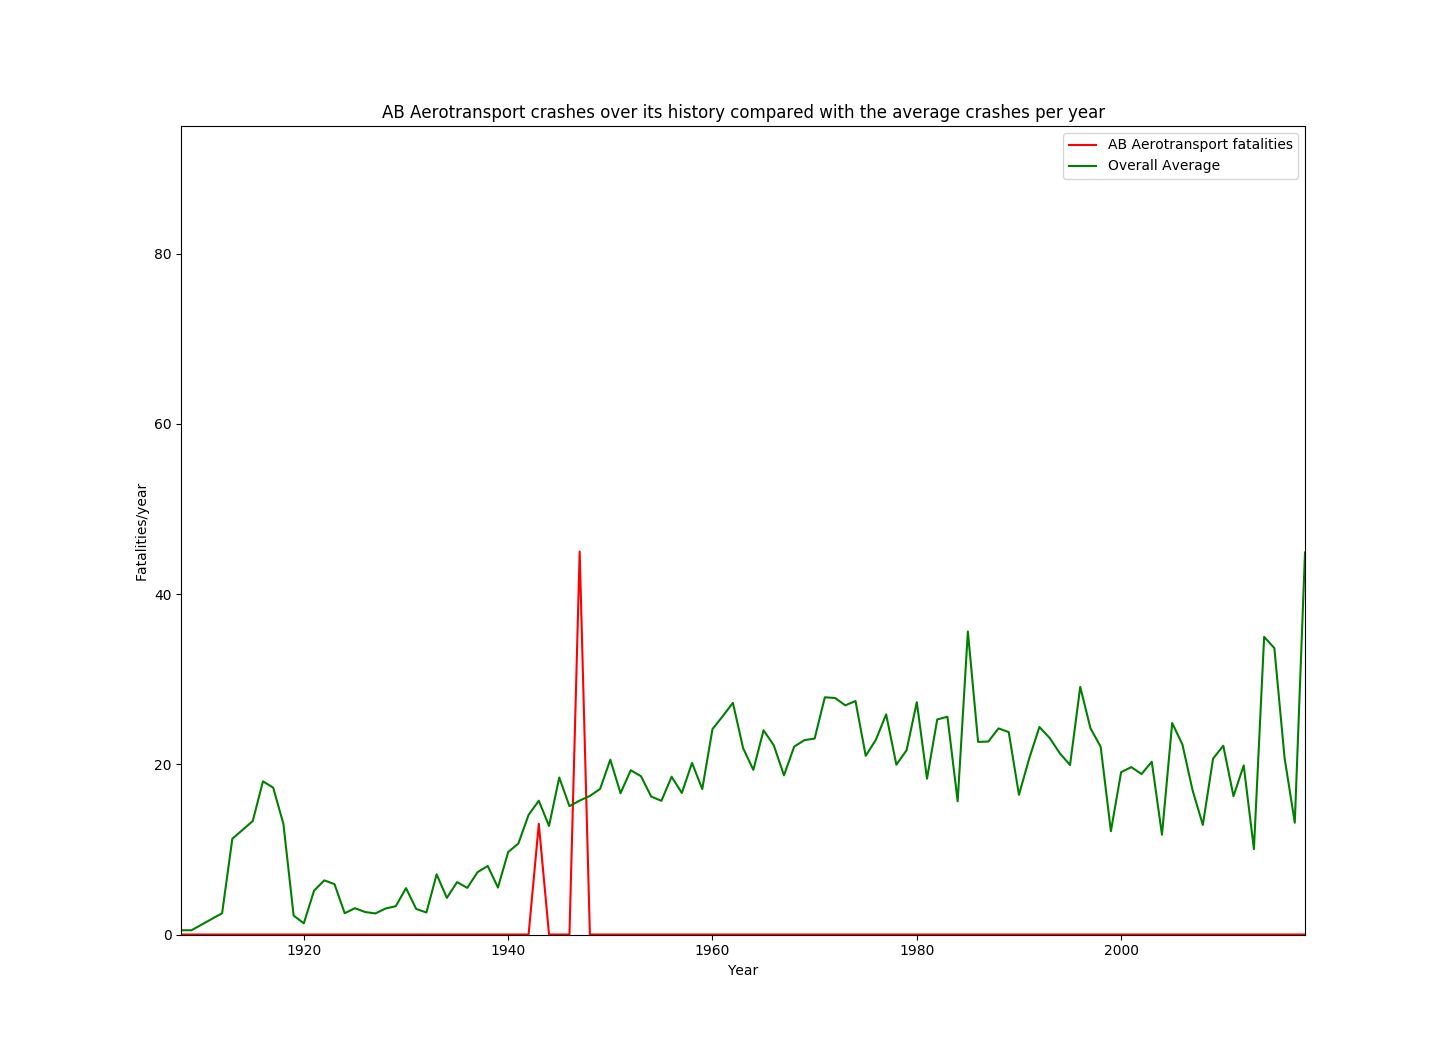 AB Aerotransport crashes over its history compared with the average crashes per year
AB Aerotransport fatalities
Overall Average
80
60
40
20
0
Fatalities/year
1920
1940
1960
1980
2000
Year